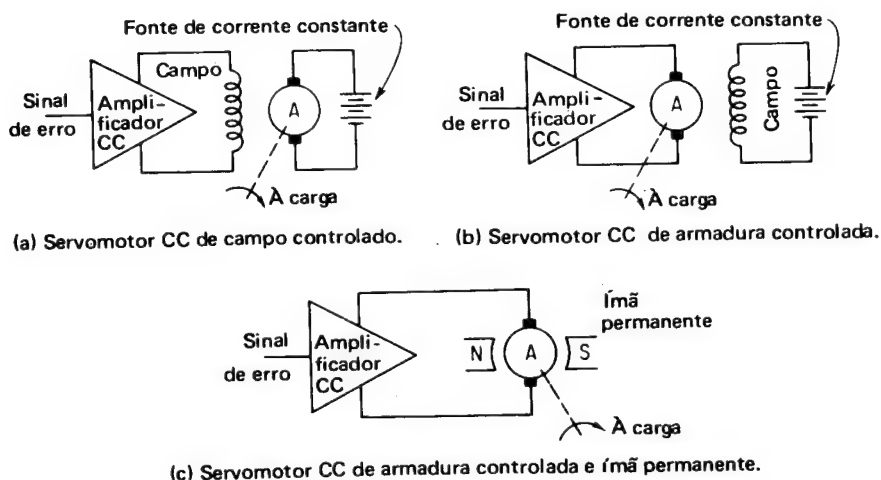 Fonte de corrente constante
Campo
Sinal
de erro
Ampli-
ficador
CC
A
À carga
(a) Servomotor CC de campo controlado.
Fonte de corrente constante
Sinal
de erro
Ampli-
ficador
CC
A
Campo
À carga
(b) Servomotor CC de armadura controlada.
Sinal
de erro
Ampli-
ficador
CC
N
A
S
Ímã
permanente
À carga
(c) Servomotor CC de armadura controlada e ímã permanente.